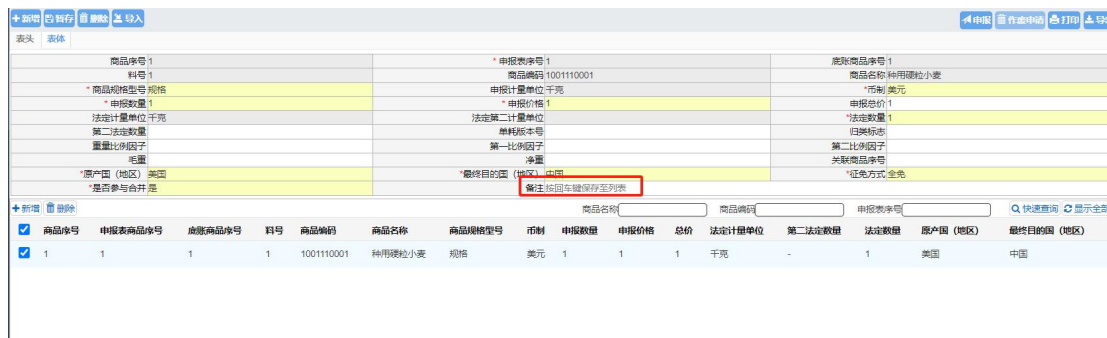 +新增 暂存 删除 导入 申报 作废申请 打印 导
表头 表体
商品序号 1 *申报表序号 1 底账商品序号 1
料号 1 商品编码 1001110001 商品名称 种用硬粒小麦
*商品规格型号 规格 申报计量单位 千克 *币制 美元
*申报数量 1 *申报价格 1 申报总价 1
法定计量单位 千克 法定第二计量单位 *法定数量 1
第二法定数量 单耗版本号 归类标志
重量比例因子 第一比例因子 第二比例因子
毛重 净重 关联商品序号
*原产国（地区） 美国 *最终目的国（地区） 中国 *征免方式 全免
*是否参与合并 是 备注 按回车键保存至列表
+新增 删除 商品名称 商品编码 申报表序号 快速查询 显示全部
商品序号 申报表商品序号 底账商品序号 料号 商品编码 商品名称 商品规格型号 币制 申报数量 申报价格 总价 法定计量单位 第二法定数量 法定数量 原产国（地区） 最终目的国（地区）
1 1 1 1 1001110001 种用硬粒小麦 规格 美元 1 1 1 千克 - 1 美国 中国